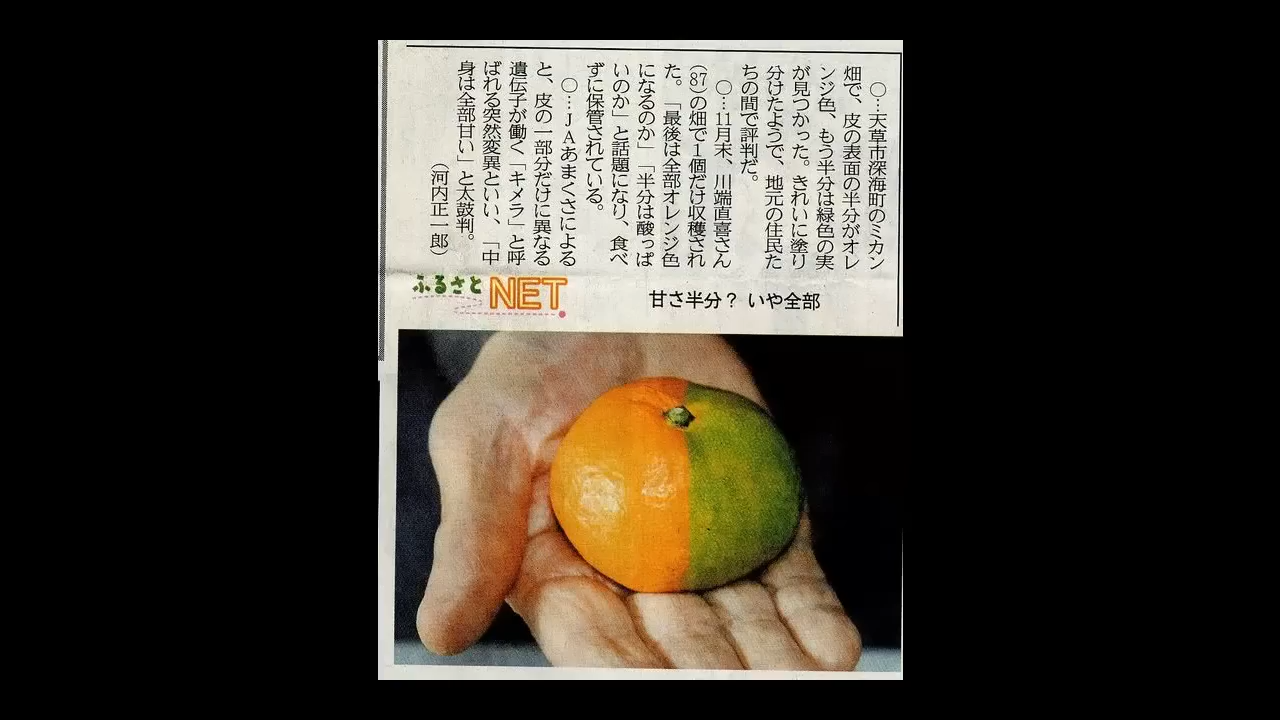 ○…天草市深海町のミカン
畑で、皮の表面の半分がオレ
ンジ色、もう半分は緑色の実
が見つかった。きれいに塗り
分けたようで、地元の住民た
ちの間で評判だ。
○…11月末、川端直喜さん
(87)の畑で1個だけ収穫され
た。「最後は全部オレンジ色
になるのか」「半分は酸っぱ
いのか」と話題になり、食べ
ずに保管されている。
○…JAあまくさによる
と、皮の一部分だけに異なる
遺伝子が働く「キメラ」と呼
ばれる突然変異といい、「中
身は全部甘い」と太鼓判。
(河内正一郎)
ふるさと
NET
甘さ半分? いや全部